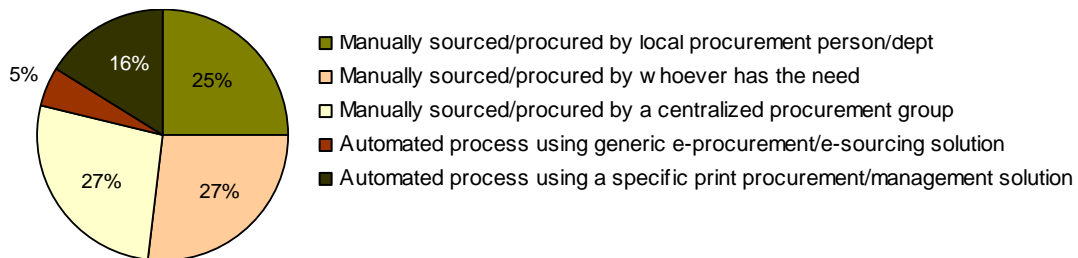 16%
5%
25%
27%
27%
Manually sourced/procured by local procurement person/dept
Manually sourced/procured by whoever has the need
Manually sourced/procured by a centralized procurement group
Automated process using generic e-procurement/e-sourcing solution
Automated process using a specific print procurement/management solution